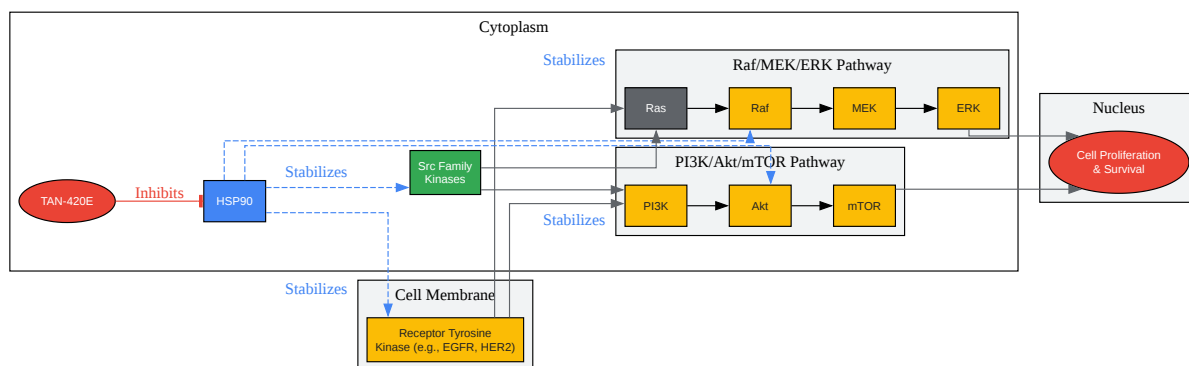 Cytoplasm
Stabilizes
Raf/MEK/ERK Pathway
Ras
Raf
MEK
ERK
Nucleus
Cell Proliferation
& Survival
Src Family
Kinases
PI3K/Akt/mTOR Pathway
Stabilizes
Inhibits
TAN-420E
HSP90
PI3K
Akt
mTOR
Stabilizes
Stabilizes
Cell Membrane
Receptor Tyrosine
Kinase (e.g., EGFR, HER2)